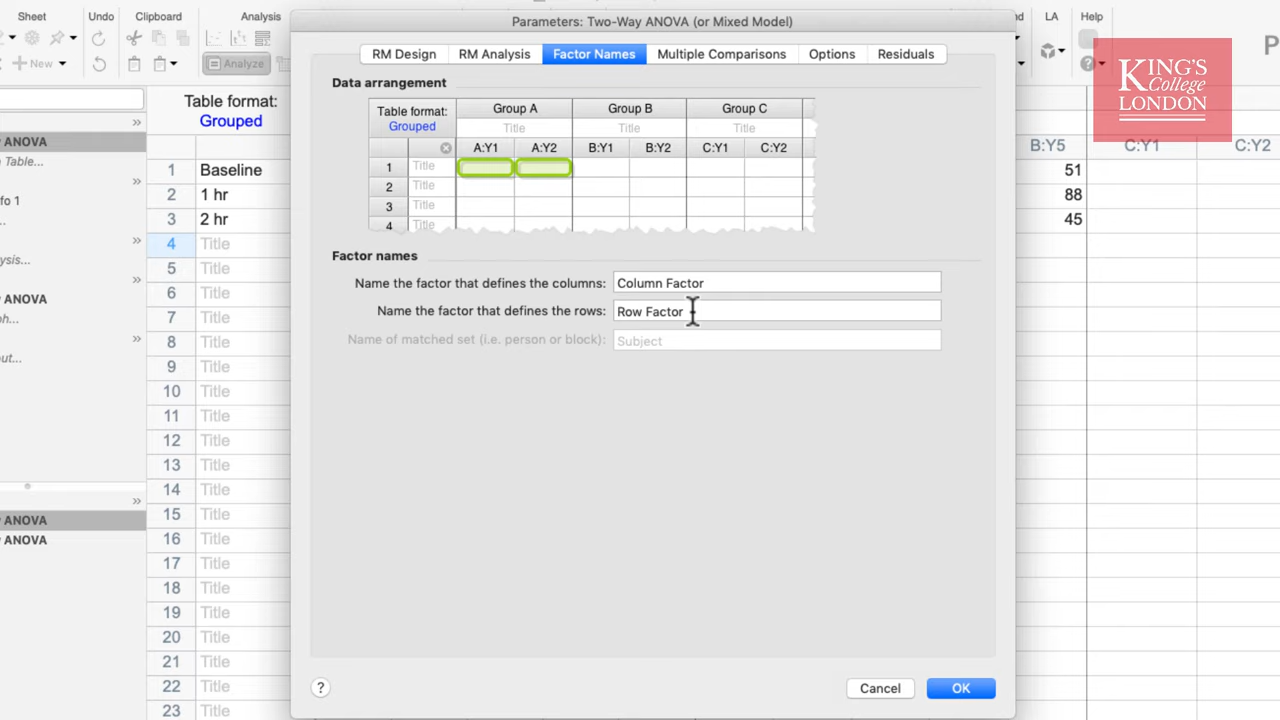 Parameters: Two-Way ANOVA (or Mixed Model)
Sheet
Undo
Clipboard
Analysis
LA
Help
New
Analyze
RM Design
RM Analysis
Factor Names
Multiple Comparisons
Options
Residuals
KING'S
College
LONDON
Data arrangement
Table format:
Grouped
Group A
Group B
Group C
Title
Title
Title
A:Y1
A:Y2
B:Y1
B:Y2
C:Y1
C:Y2
1 Title
2 Title
3 Title
4 Title
Factor names
Name the factor that defines the columns: Column Factor
Name the factor that defines the rows: Row Factor
Name of matched set (i.e. person or block): Subject
? Cancel OK
Table format:
Grouped
B:Y5
C:Y1
C:Y2
1 Baseline 51
2 1 hr 88
3 2 hr 45
4 Title
5 Title
6 Title
7 Title
8 Title
9 Title
10 Title
11 Title
12 Title
13 Title
14 Title
15 Title
16 Title
17 Title
18 Title
19 Title
20 Title
21 Title
22 Title
23 Title
ANOVA
Table...
1
ANOVA
ANOVA
ANOVA